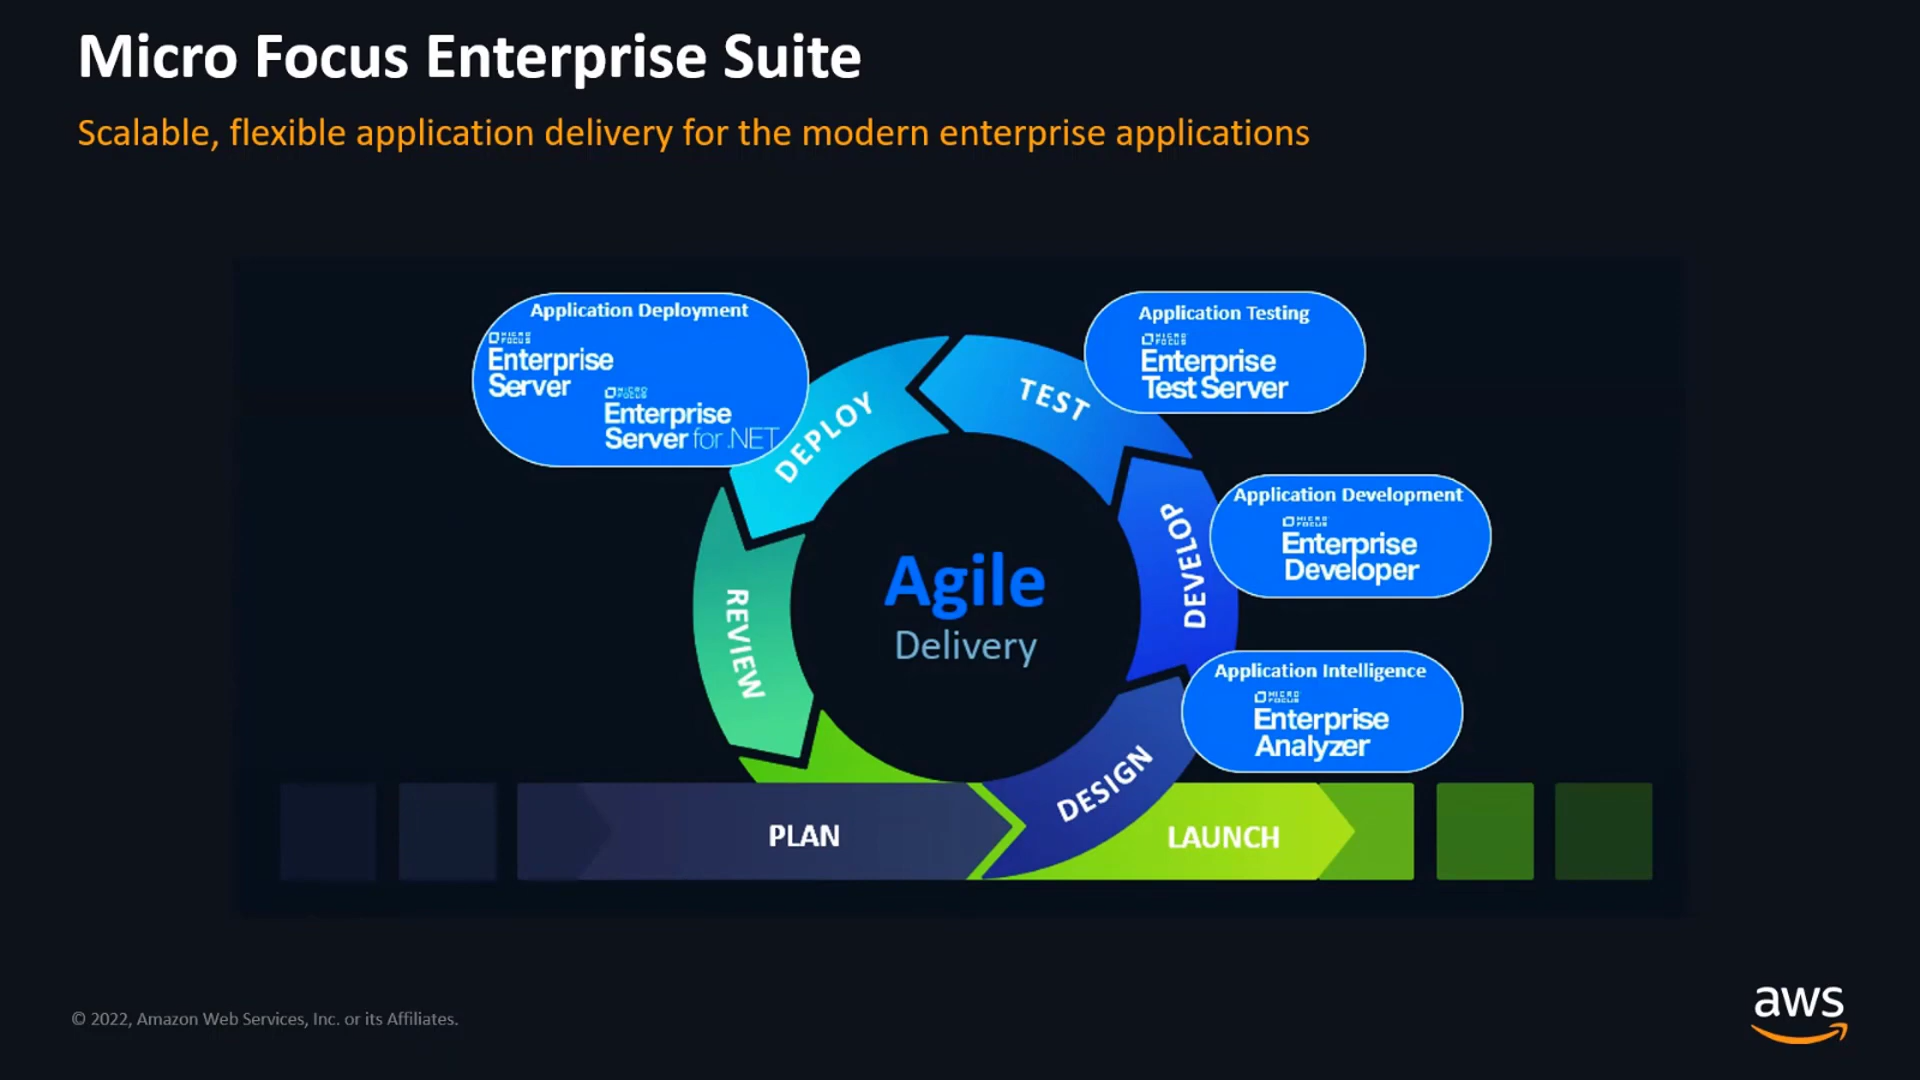 Micro Focus Enterprise Suite
Scalable, flexible application delivery for the modern enterprise applications
Application Deployment
MICRO
FOCUS
Enterprise
Server
MICRO
FOCUS
Enterprise
Server for .NET
Application Testing
MICRO
FOCUS
Enterprise
Test Server
Application Development
MICRO
FOCUS
Enterprise
Developer
Application Intelligence
MICRO
FOCUS
Enterprise
Analyzer
DEPLOY
TEST
DEVELOP
REVIEW
DESIGN
Agile
Delivery
PLAN
LAUNCH
© 2022, Amazon Web Services, Inc. or its Affiliates.
aws